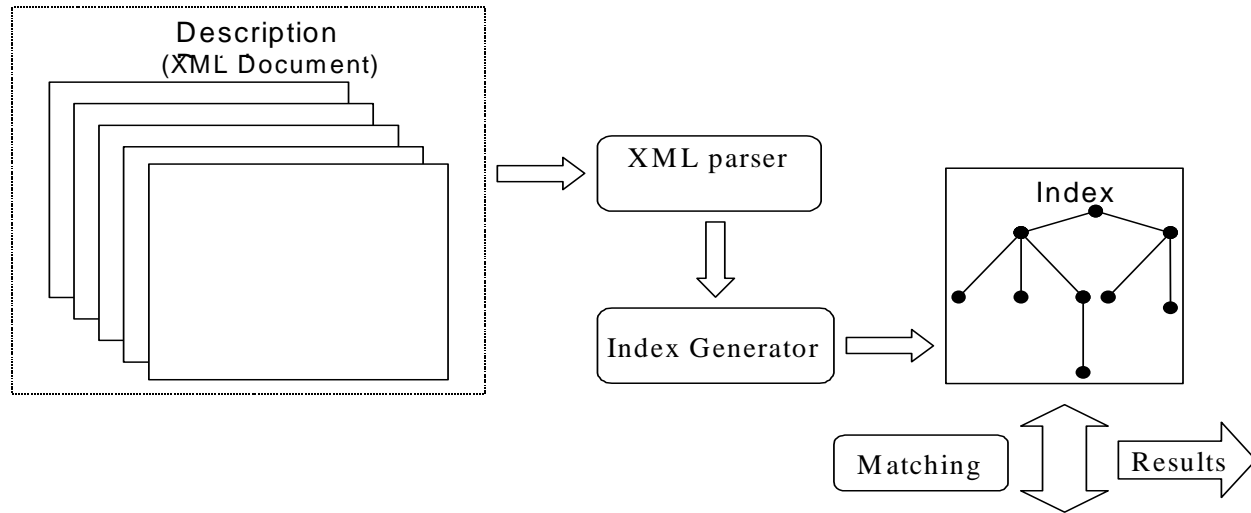 Description
(XML Document)
XML parser
Index
Index Generator
Matching
Results